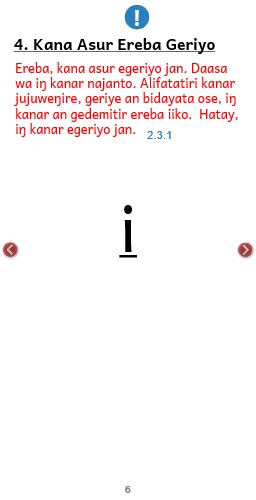 !
4. Kana Asur Ereba Geriyo
Ereba, kana asur egeriyo jan. Daasa
wa iŋ kanar najanto. Alifatatiri kanar
jujuweŋire, geriye an bidayata ose, iŋ
kanar an gedemitir ereba iiko. Hatay,
iŋ kanar egeriyo jan. 2.3.1
i̱
6